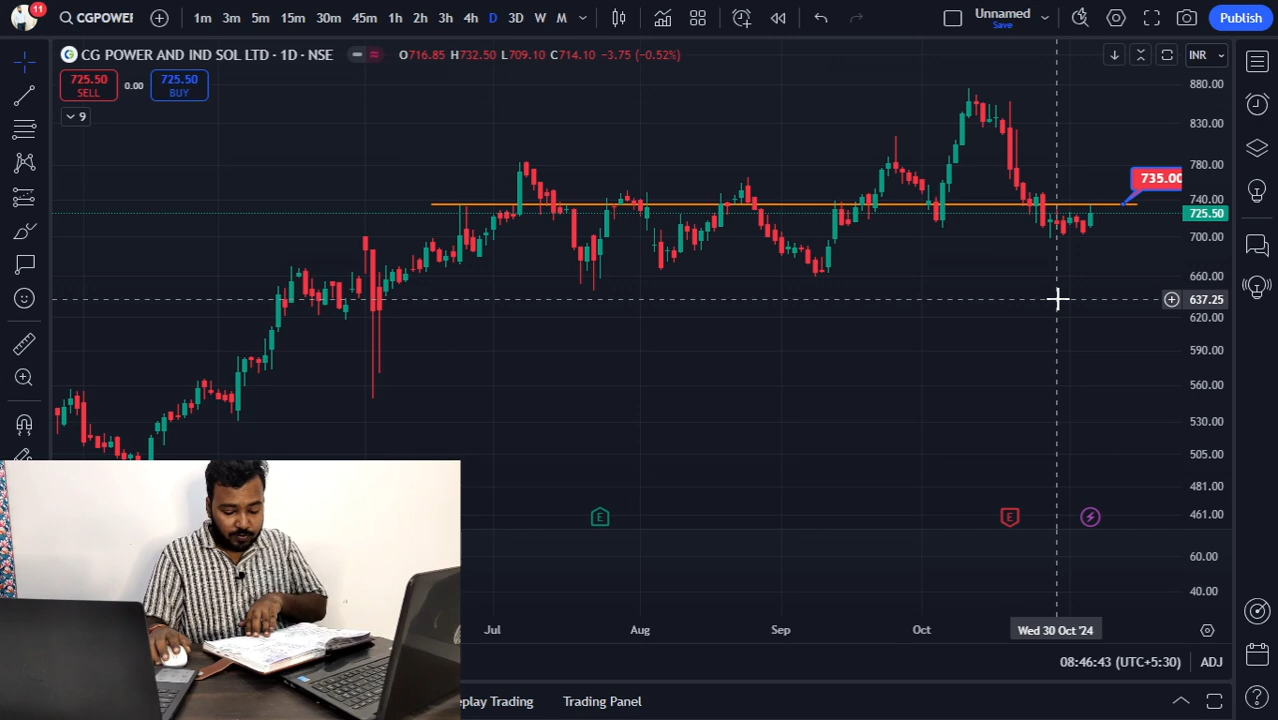 11
CGPOWER
1m 3m 5m 15m 30m 45m 1h 2h 3h 4h D 3D W M
Unnamed
Save
Publish
CG POWER AND IND SOL LTD · 1D · NSE
O716.85 H732.50 L709.10 C714.10 -3.75 (-0.52%)
INR
725.50
SELL
0.00
725.50
BUY
9
880.00
830.00
780.00
735.00
740.00
725.50
700.00
660.00
637.25
620.00
590.00
560.00
530.00
505.00
481.00
461.00
E
E
60.00
40.00
Jul
Aug
Sep
Oct
Wed 30 Oct '24
08:46:43 (UTC+5:30)
ADJ
eplay Trading
Trading Panel